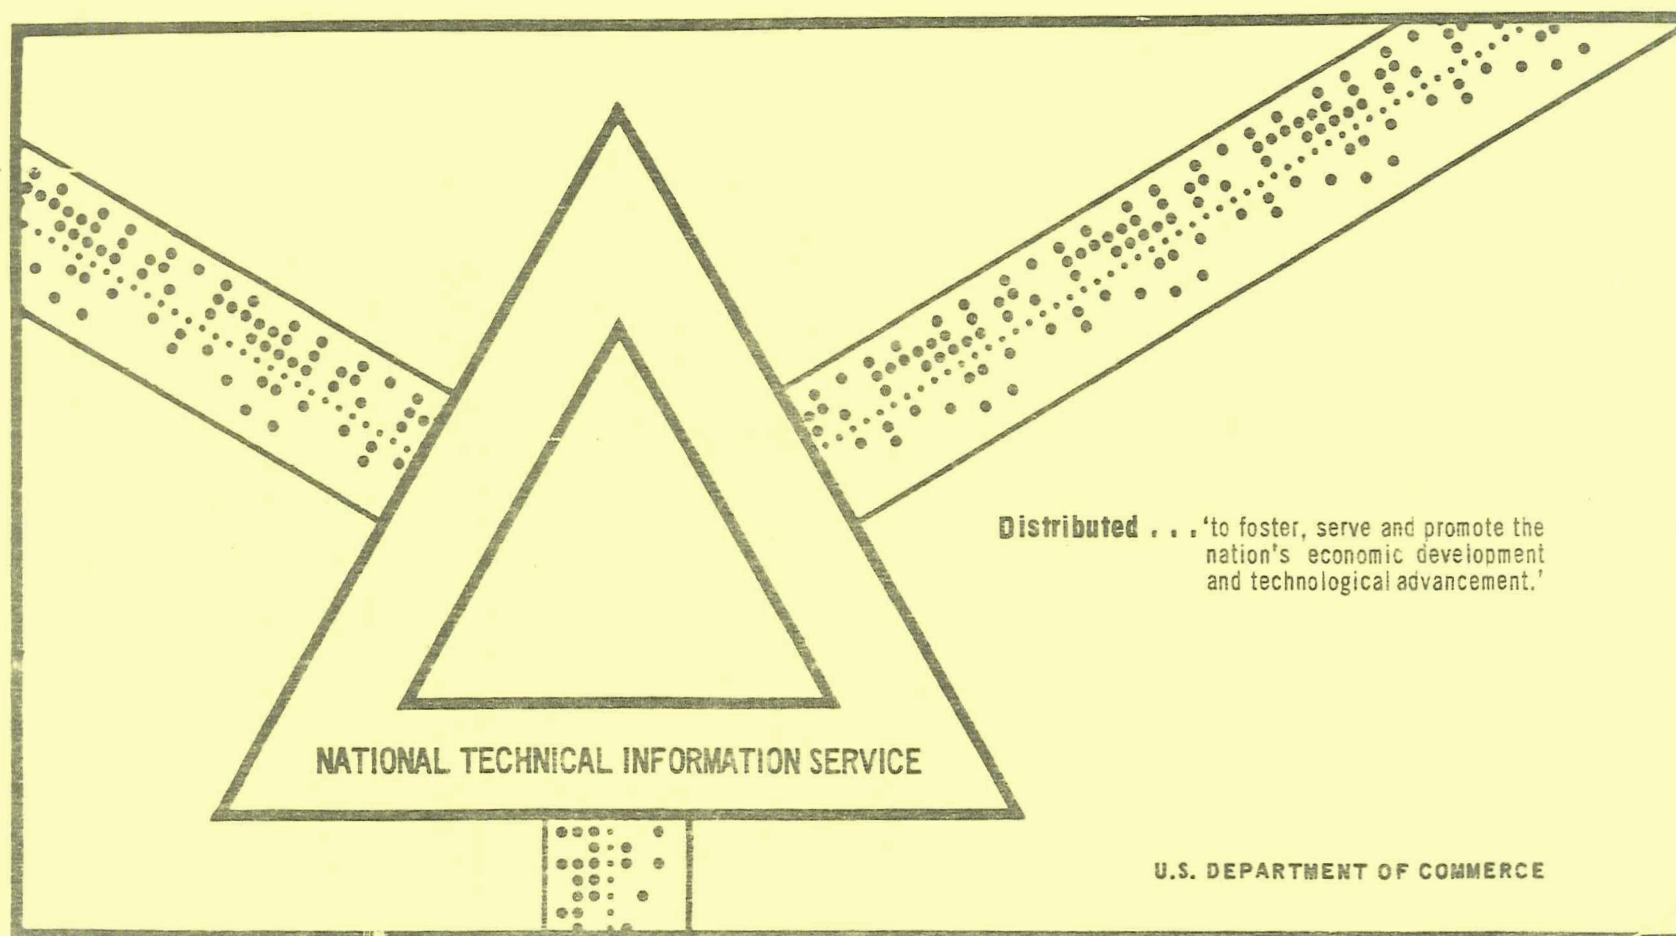 Distributed . . . 'to foster, serve and promote the
nation's economic development
and technological advancement.'
NATIONAL TECHNICAL INFORMATION SERVICE
U.S. DEPARTMENT OF COMMERCE